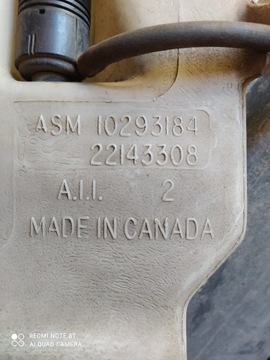 ASM 10293184
22143308
A.I.I. 2
MADE IN CANADA
REDMI NOTE 8T
AI QUAD CAMERA